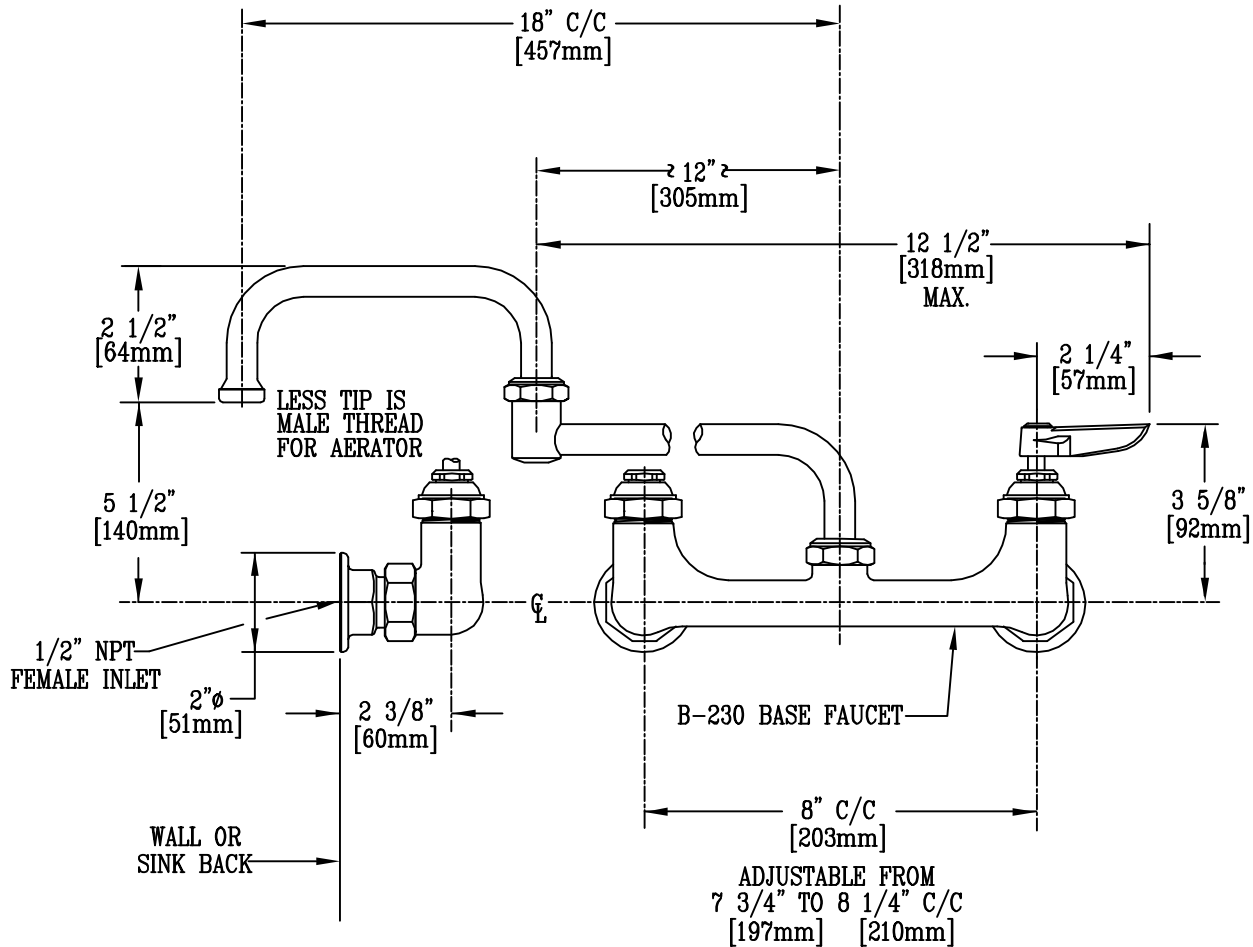 18" C/C
[457mm]
12"
[305mm]
12 1/2"
[318mm]
MAX.
2 1/2"
[64mm]
2 1/4"
[57mm]
LESS TIP IS
MALE THREAD
FOR AERATOR
5 1/2"
[140mm]
3 5/8"
[92mm]
CL
1/2" NPT
FEMALE INLET
2"ø
[51mm]
2 3/8"
[60mm]
B-230 BASE FAUCET
8" C/C
[203mm]
WALL OR
SINK BACK
ADJUSTABLE FROM
7 3/4" TO 8 1/4" C/C
[197mm] [210mm]